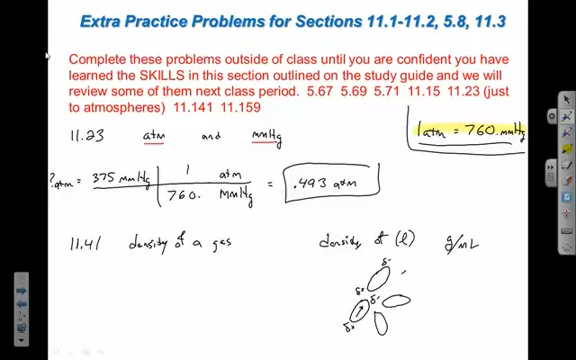 Extra Practice Problems for Sections 11.1-11.2, 5.8, 11.3
Complete these problems outside of class until you are confident you have
learned the SKILLS in this section outlined on the study guide and we will
review some of them next class period. 5.67 5.69 5.71 11.15 11.23 (just
to atmospheres) 11.141 11.159
1 atm = 760. mmHg
11.23 atm and mmHg
? atm = 375 mmHg | 1 atm
760. mmHg
= .493 atm
11.41 density of a gas density of (l) g/mL
δ-
δ+ δ-
δ+